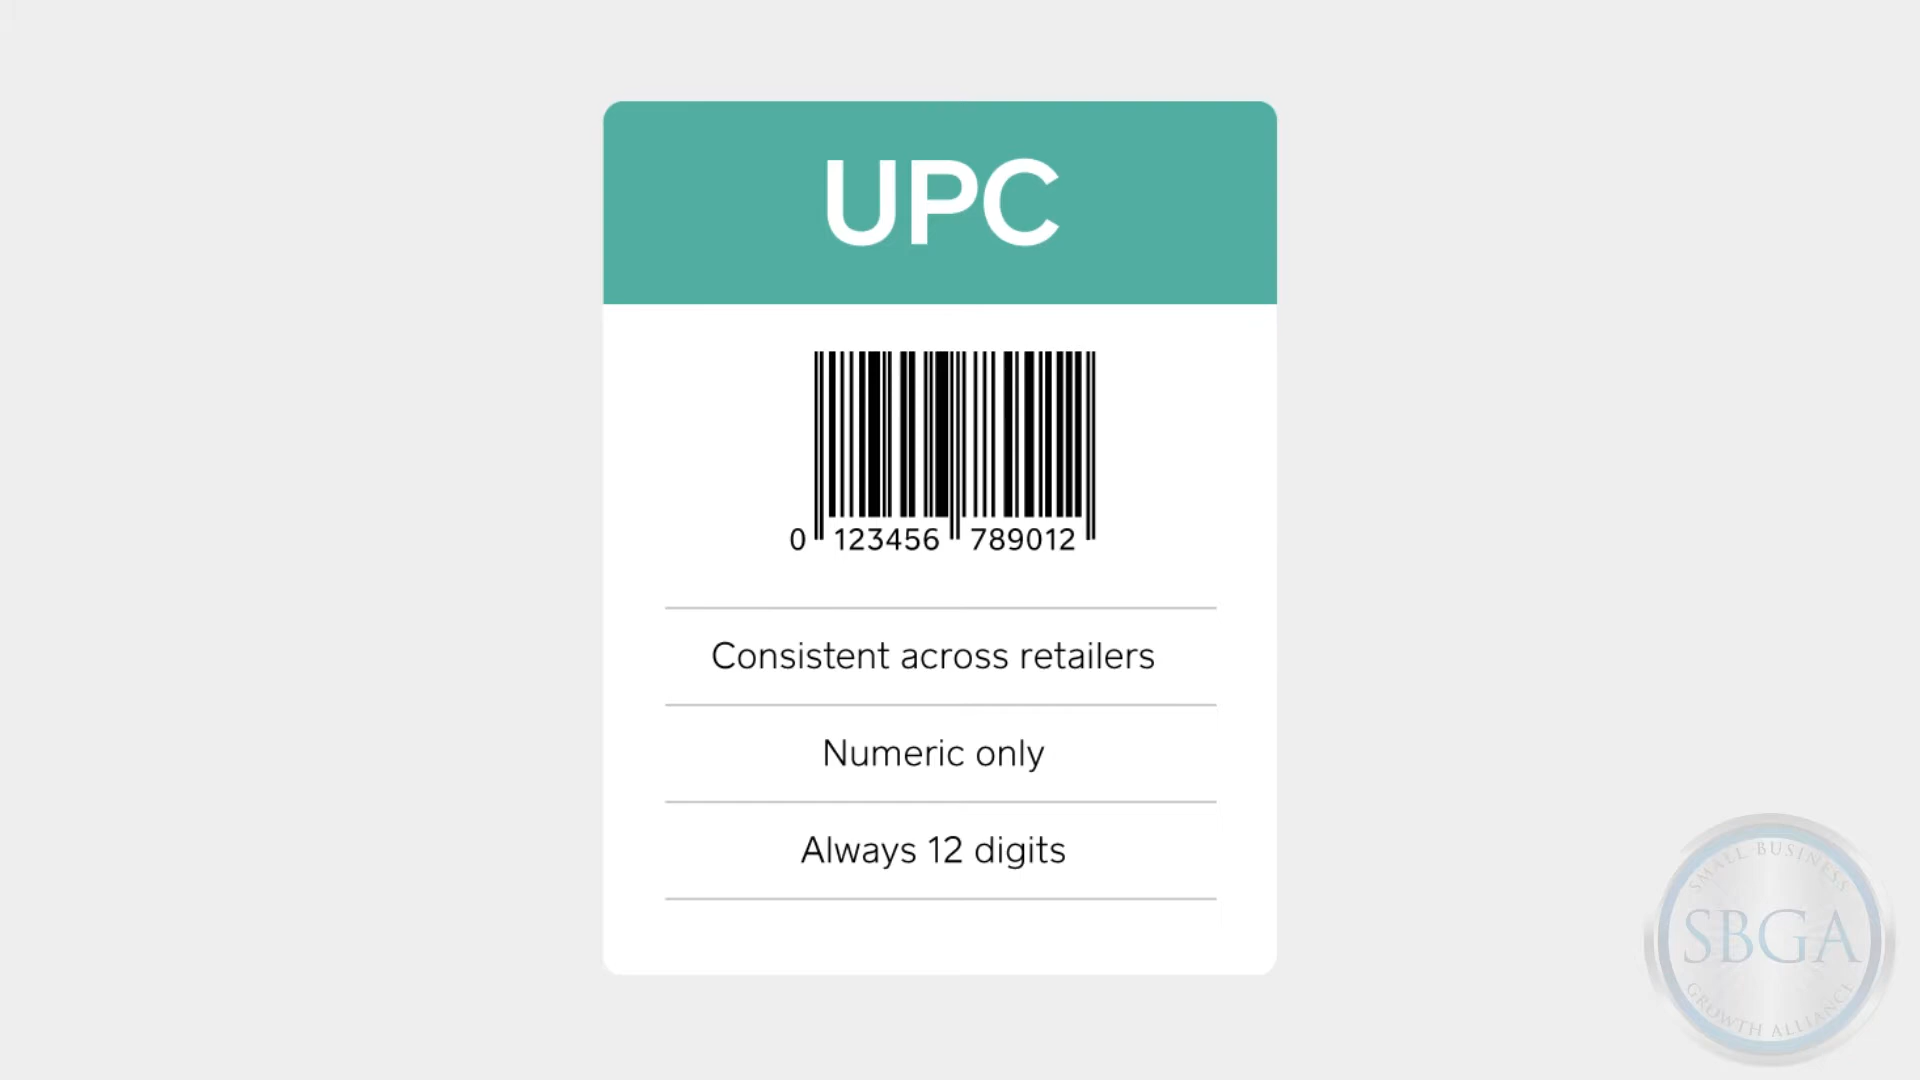 UPC
0 123456 789012
Consistent across retailers
Numeric only
Always 12 digits
SMALL BUSINESS
SBGA
GROWTH ALLIANCE